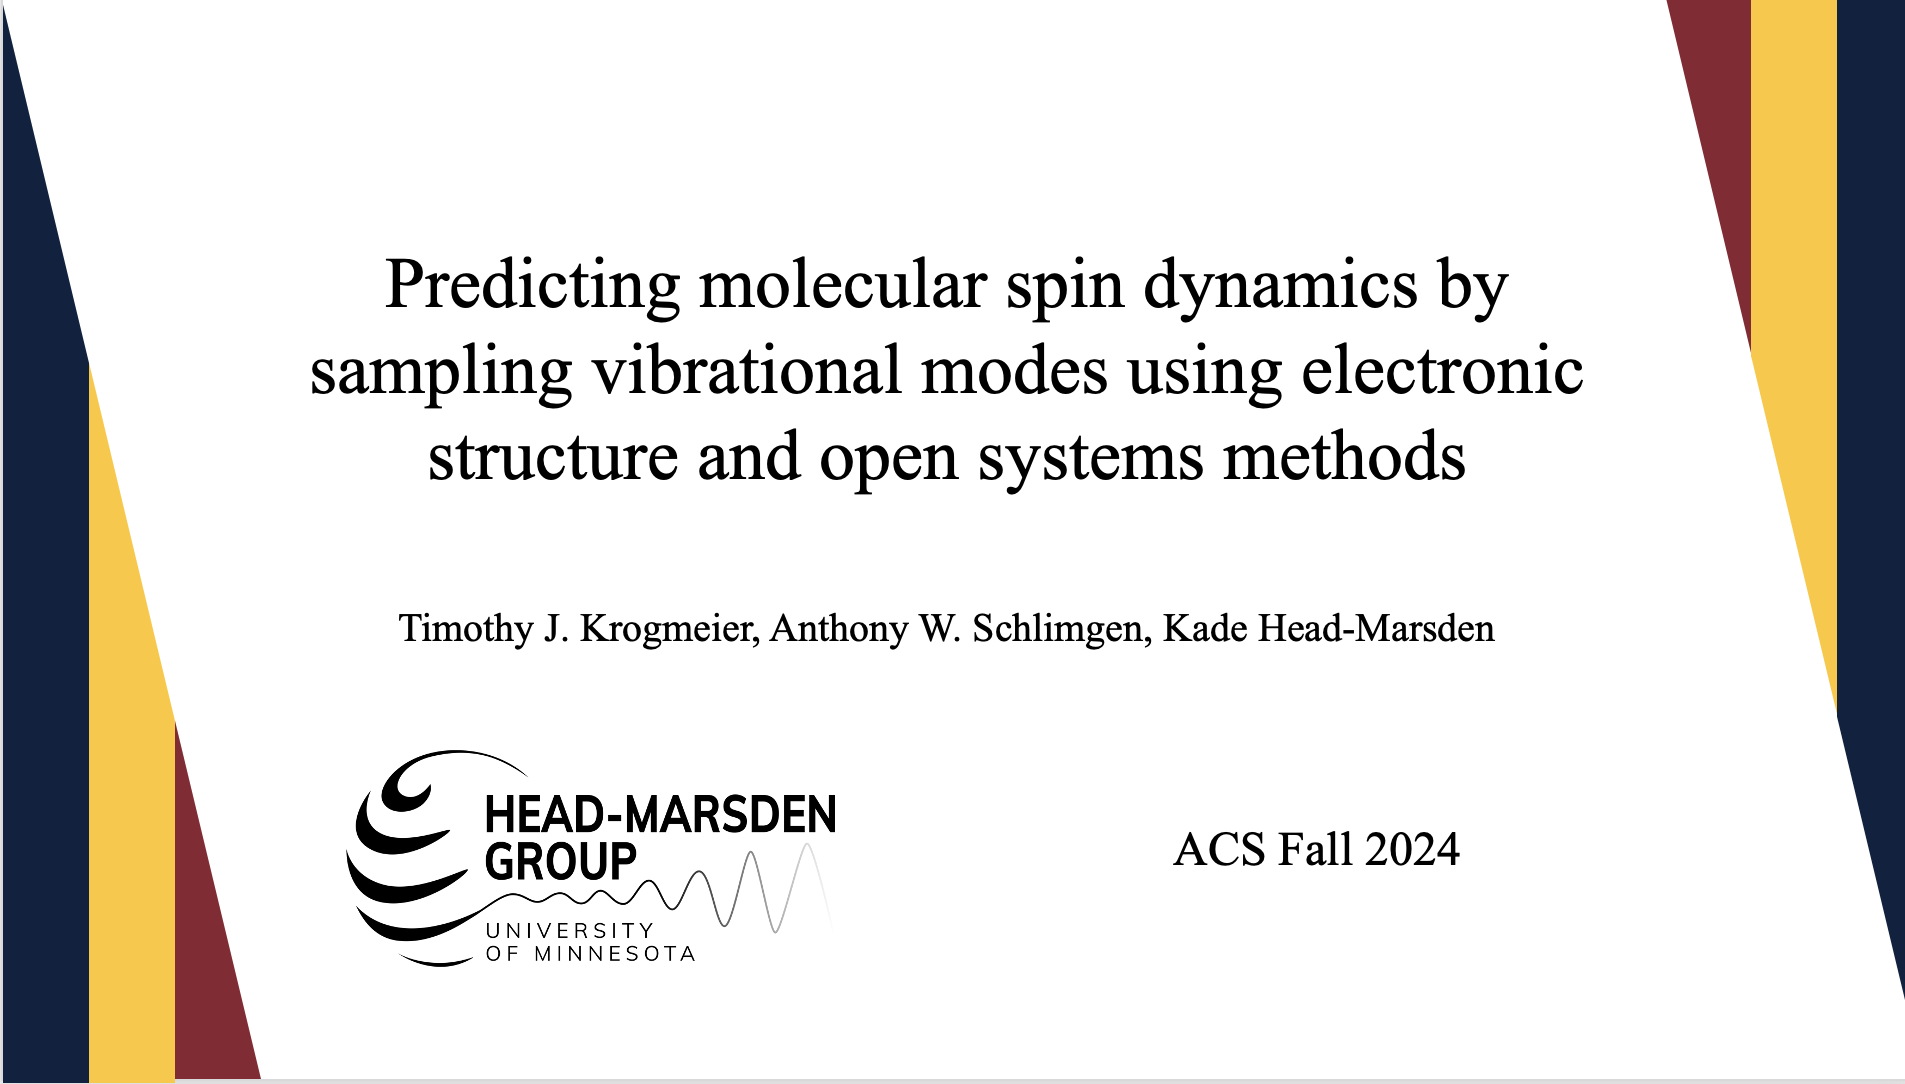 Predicting molecular spin dynamics by
sampling vibrational modes using electronic
structure and open systems methods
Timothy J. Krogmeier, Anthony W. Schlimgen, Kade Head-Marsden
HEAD-MARSDEN
GROUP
UNIVERSITY
OF MINNESOTA
ACS Fall 2024